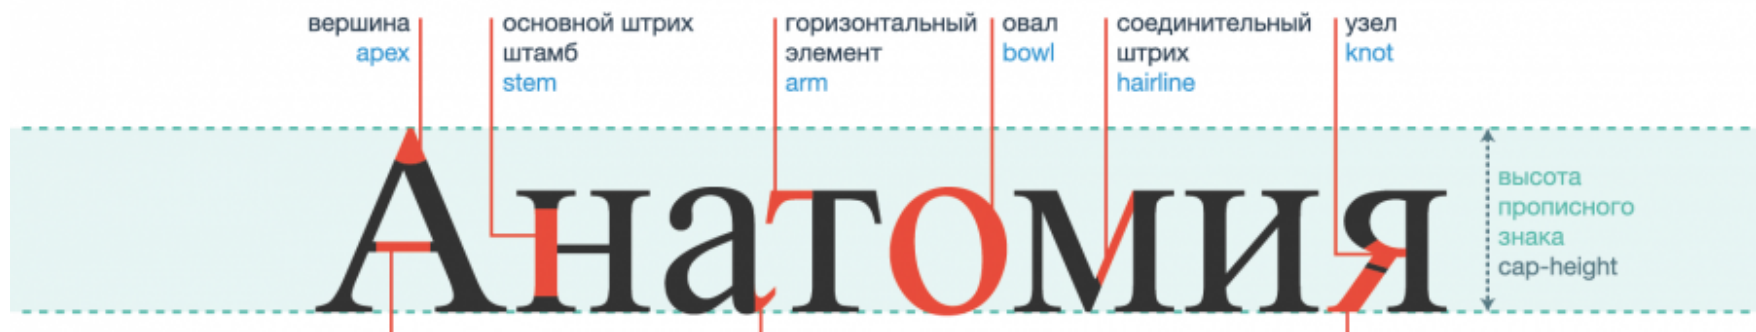 вершина
apex
основной штрих
штамб
stem
горизонтальный
элемент
arm
овал
bowl
соединительный
штрих
hairline
узел
knot
Анатомия
высота
прописного
знака
cap-height